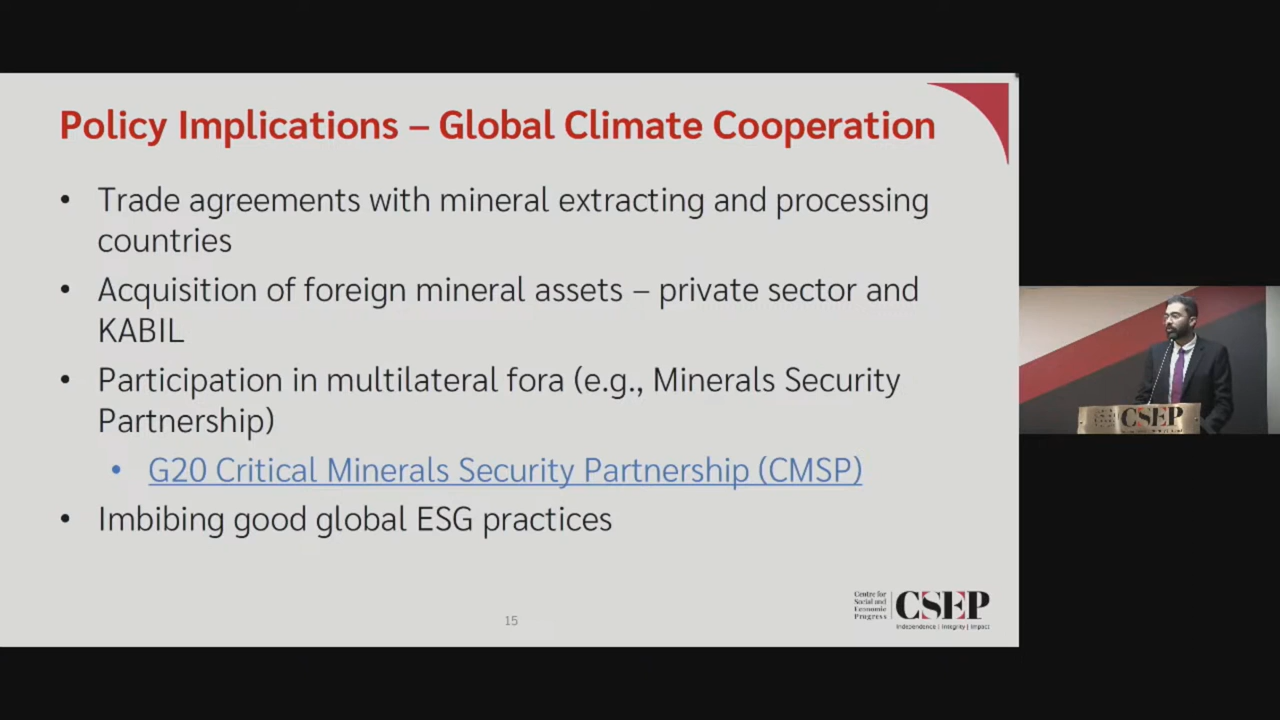 Policy Implications – Global Climate Cooperation
• Trade agreements with mineral extracting and processing
countries
• Acquisition of foreign mineral assets – private sector and
KABIL
• Participation in multilateral fora (e.g., Minerals Security
Partnership)
• G20 Critical Minerals Security Partnership (CMSP)
• Imbibing good global ESG practices
15
Centre for
Social and
Economic
Progress
CSEP
Independence | Integrity | Impact
CSEP